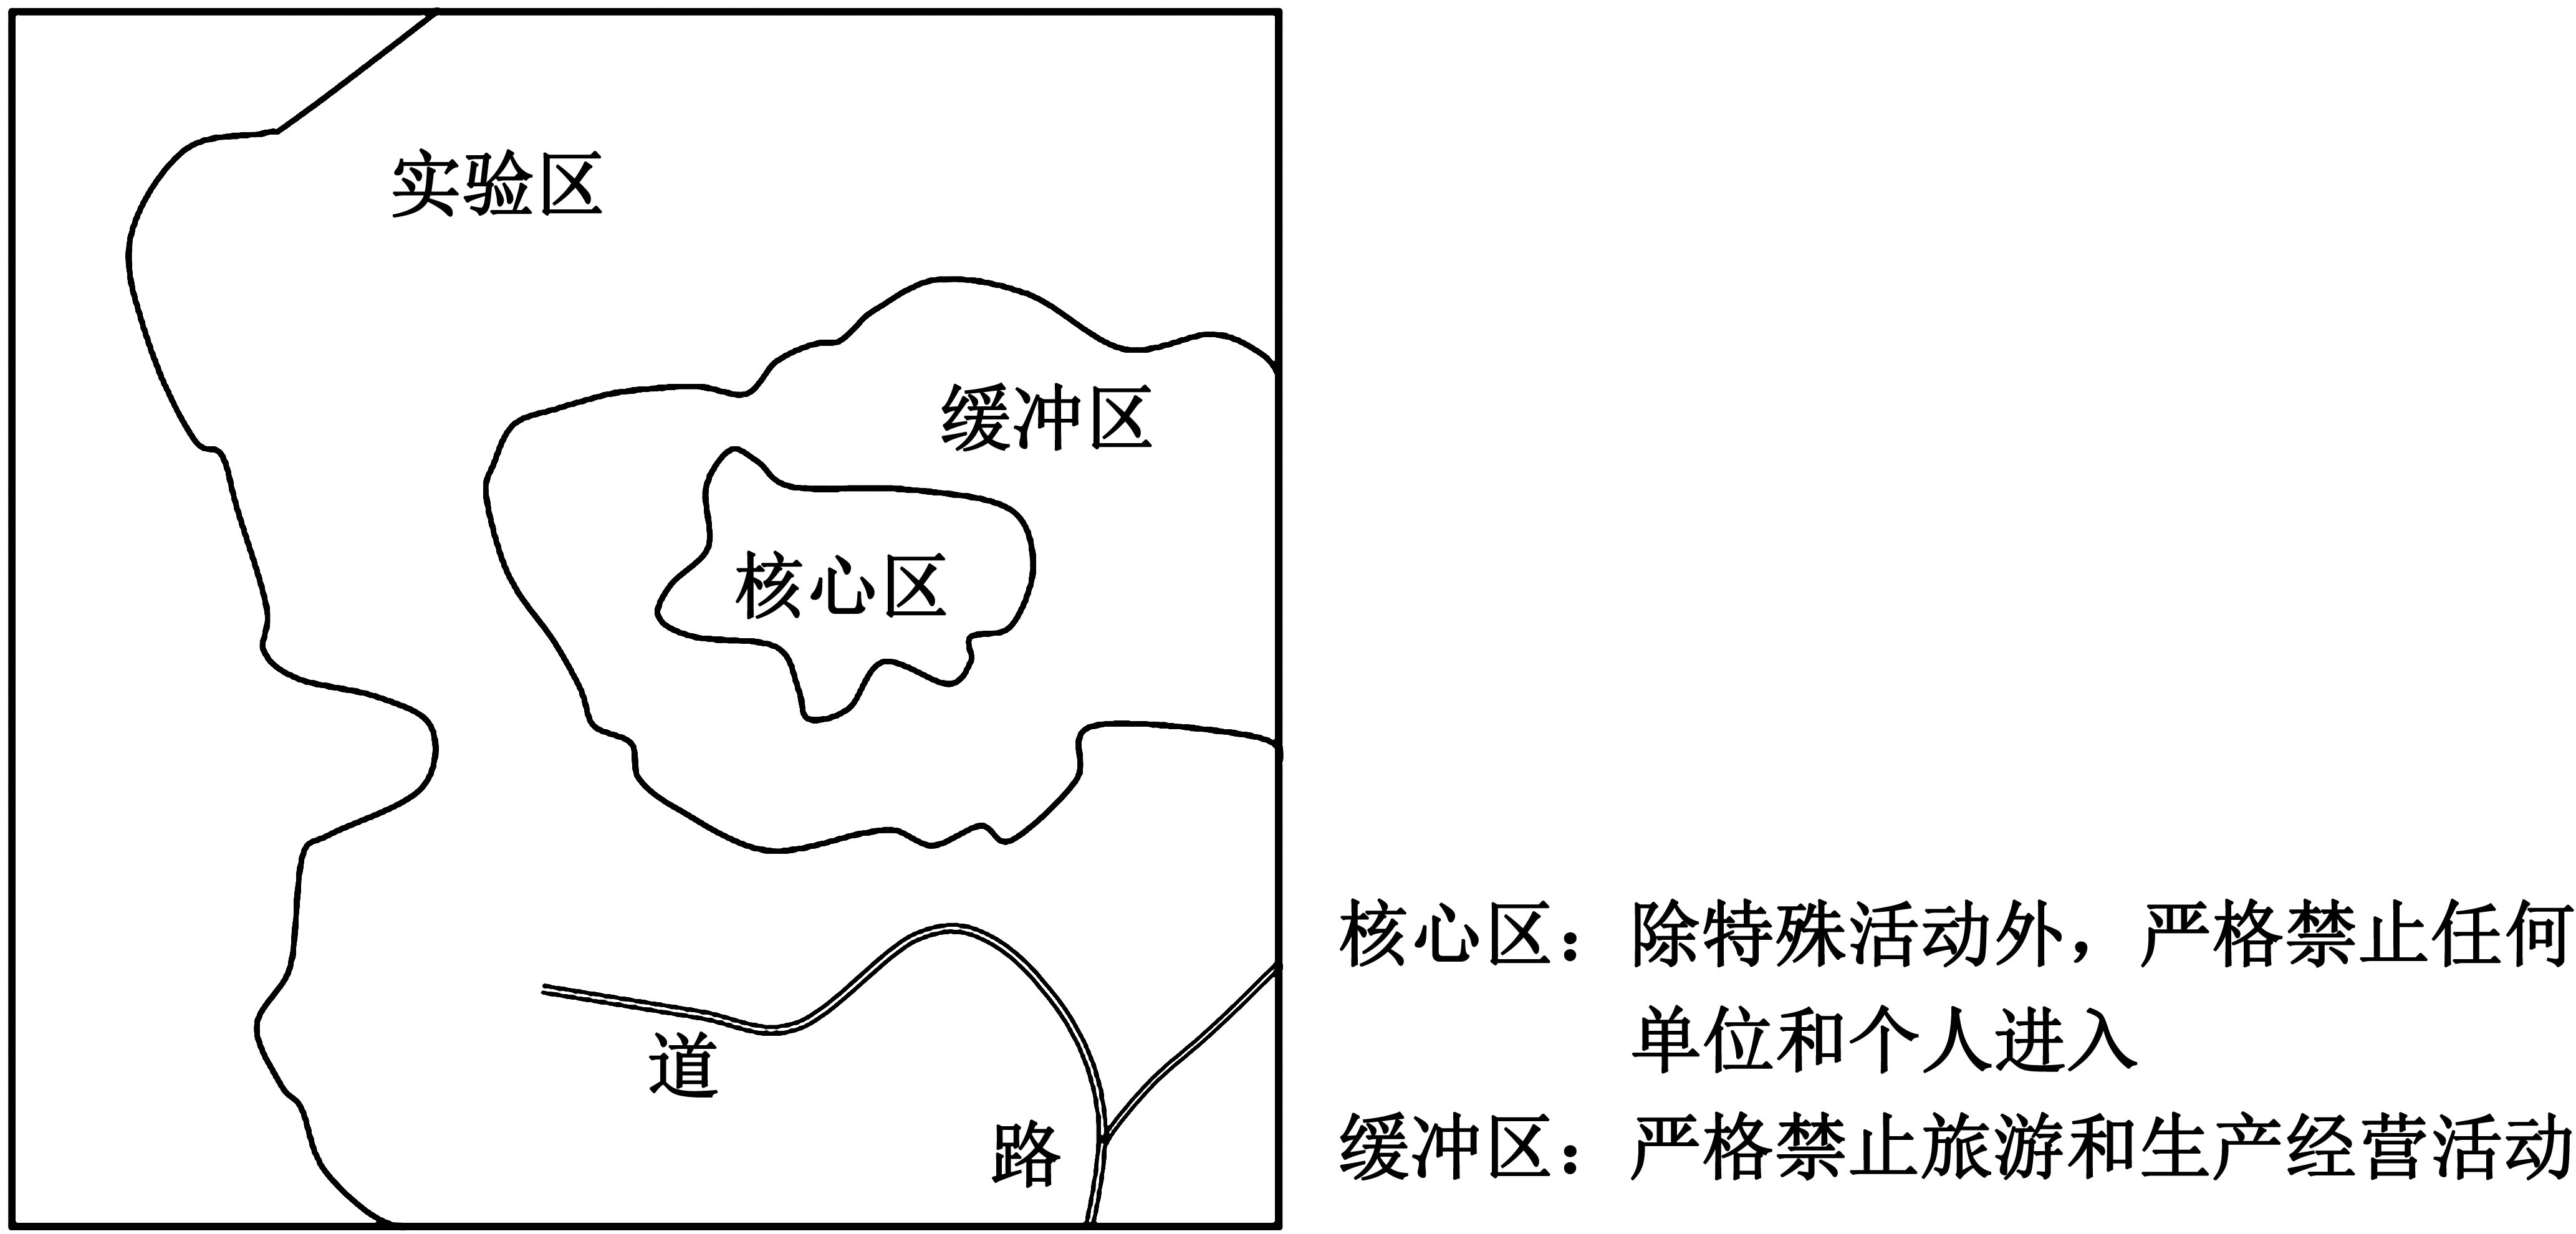 实验区
缓冲区
核心区
道
路
核心区：除特殊活动外，严格禁止任何
单位和个人进入
缓冲区：严格禁止旅游和生产经营活动